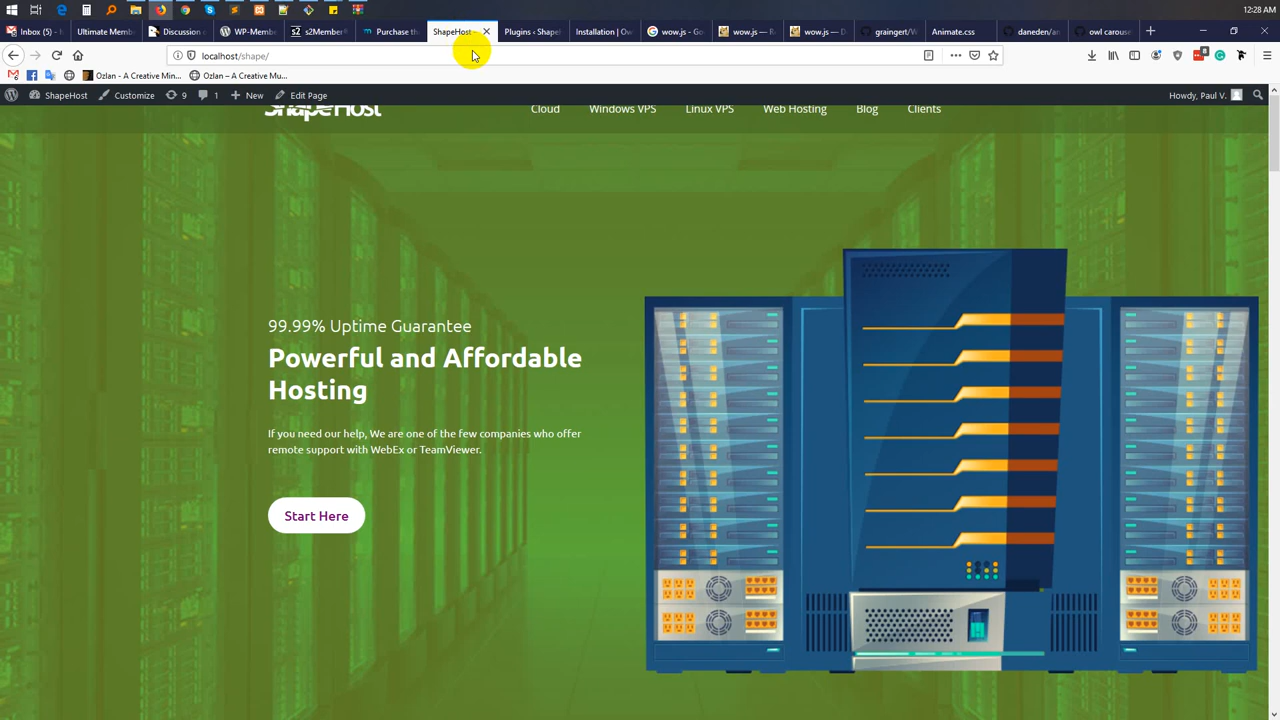 12:28 AM
Inbox (5) -
Ultimate Memb
Discussion o
WP-Membe
s2Member®
Purchase th
ShapeHost –
Plugins ‹ Shapel
Installation | Ow
wow.js - Go
wow.js — R
wow.js — D
graingert/W
Animate.css
daneden/an
owl carouse
localhost/shape/
8
Ozlan - A Creative Min...
Ozlan – A Creative Mu...
ShapeHost
Customize
9
1
New
Edit Page
Howdy, Paul V.
ShapeHost
Cloud
Windows VPS
Linux VPS
Web Hosting
Blog
Clients
99.99% Uptime Guarantee
Powerful and Affordable
Hosting
If you need our help, We are one of the few companies who offer
remote support with WebEx or TeamViewer.
Start Here